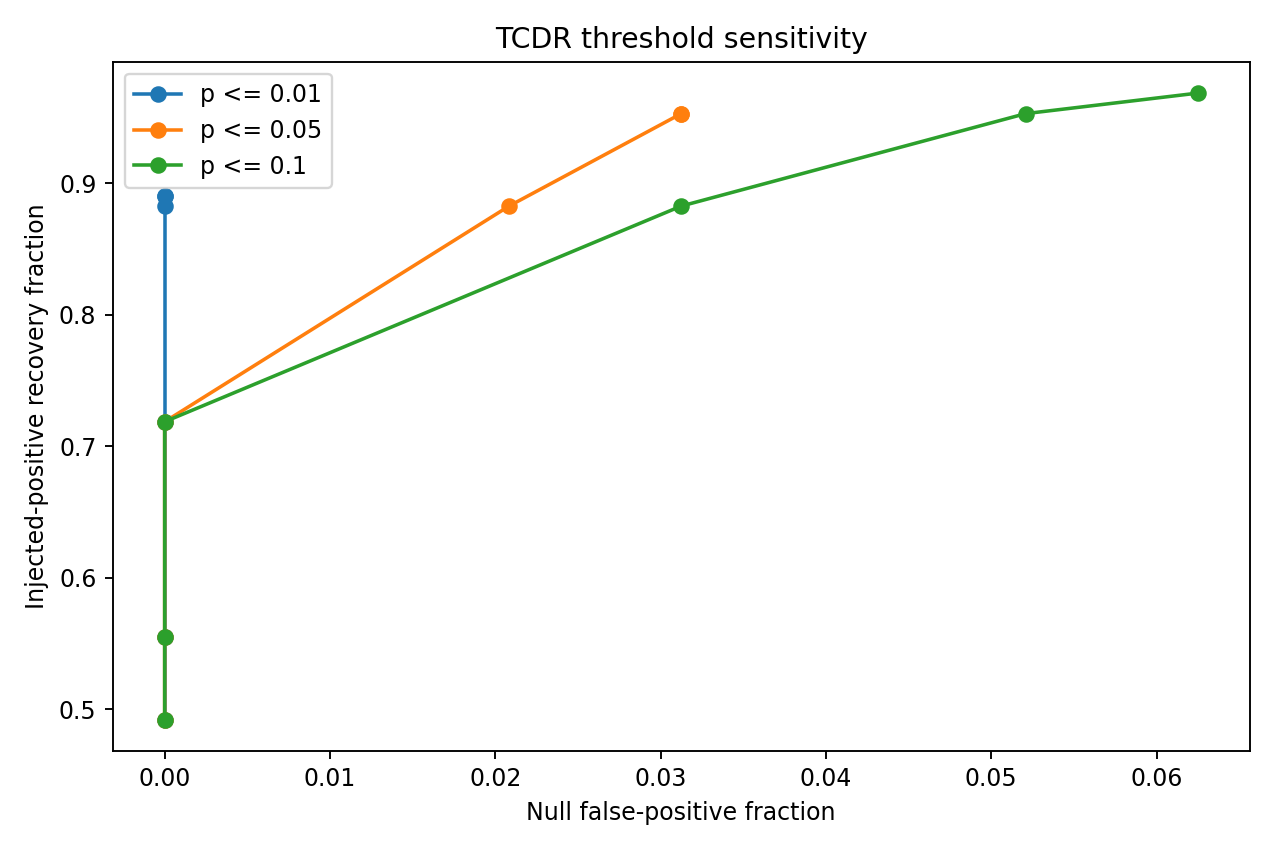 TCDR threshold sensitivity
p <= 0.01
p <= 0.05
p <= 0.1
Injected-positive recovery fraction
0.9
0.8
0.7
0.6
0.5
0.00 0.01 0.02 0.03 0.04 0.05 0.06
Null false-positive fraction